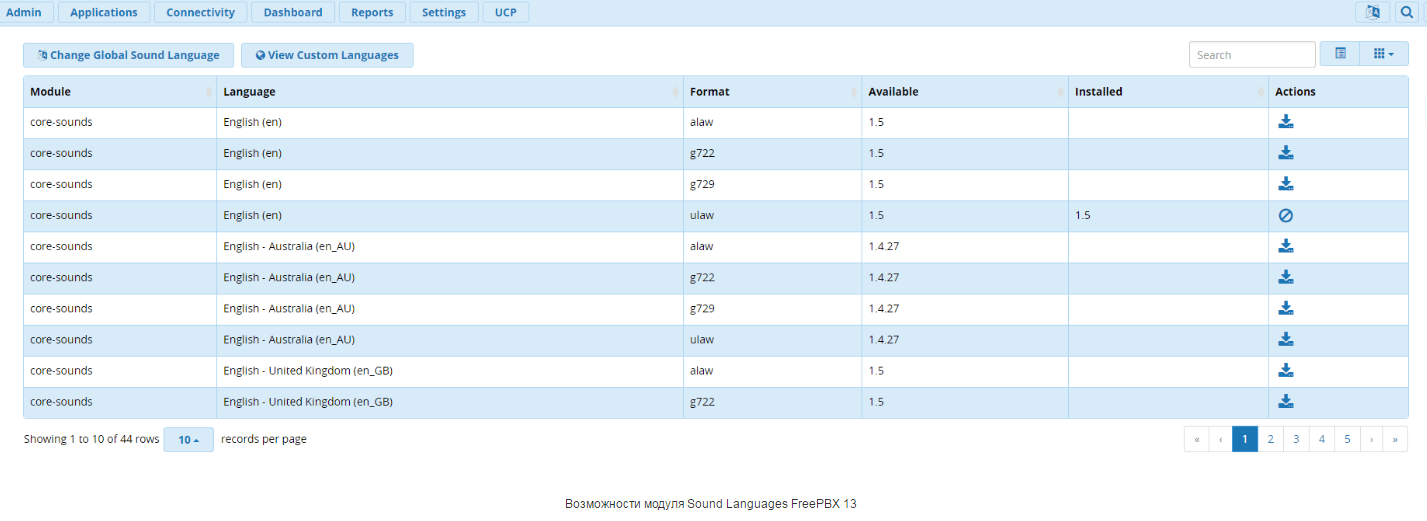 Admin Applications Connectivity Dashboard Reports Settings UCP
Change Global Sound Language View Custom Languages Search
Module Language Format Available Installed Actions
core-sounds English (en) alaw 1.5
core-sounds English (en) g722 1.5
core-sounds English (en) g729 1.5
core-sounds English (en) ulaw 1.5 1.5
core-sounds English - Australia (en_AU) alaw 1.4.27
core-sounds English - Australia (en_AU) g722 1.4.27
core-sounds English - Australia (en_AU) g729 1.4.27
core-sounds English - Australia (en_AU) ulaw 1.4.27
core-sounds English - United Kingdom (en_GB) alaw 1.5
core-sounds English - United Kingdom (en_GB) g722 1.5
Showing 1 to 10 of 44 rows 10 records per page « ‹ 1 2 3 4 5 › »
Возможности модуля Sound Languages FreePBX 13